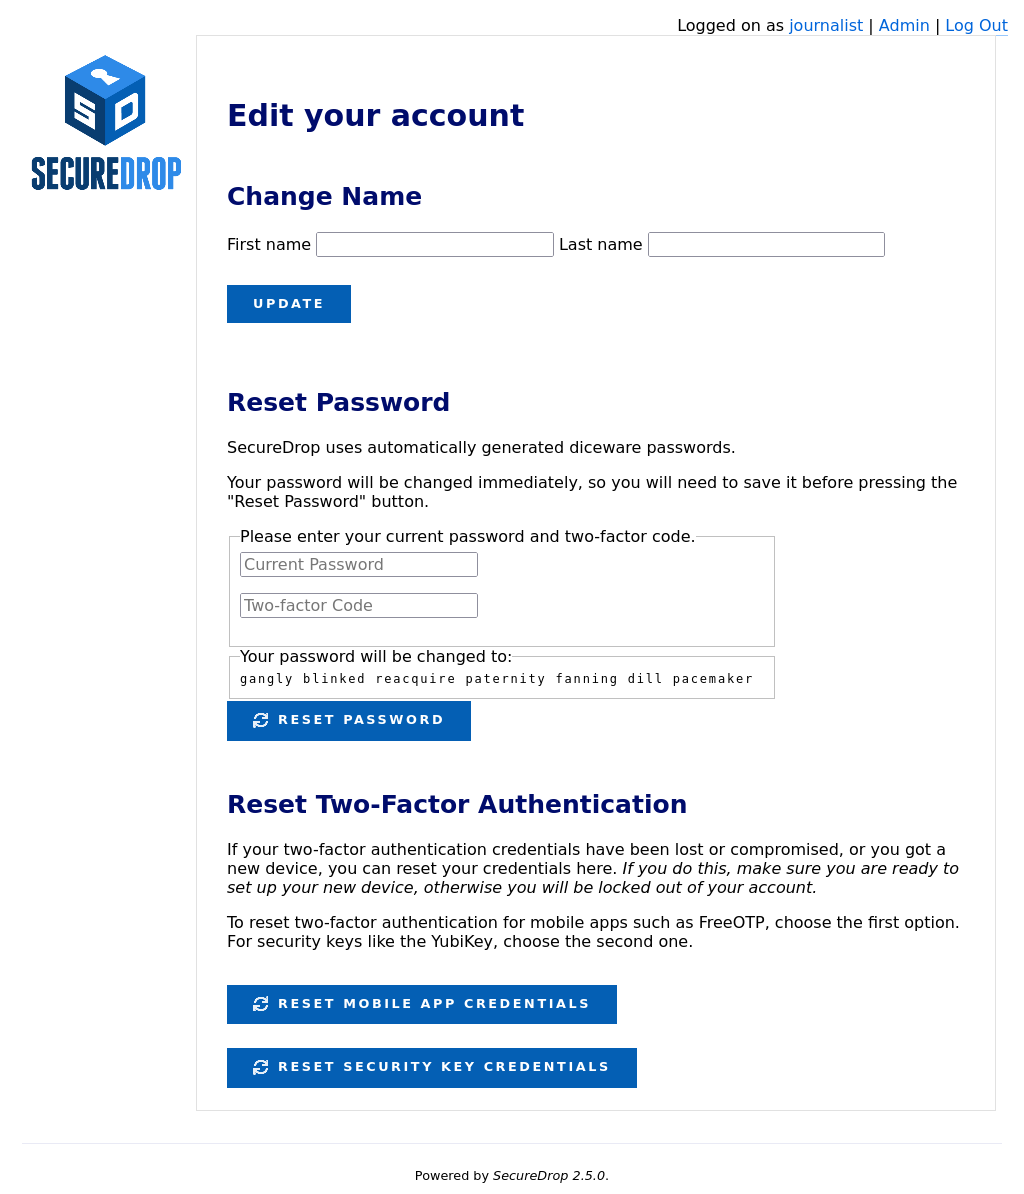 Logged on as journalist | Admin | Log Out
SD
SECUREDROP
Edit your account
Change Name
First name Last name
UPDATE
Reset Password
SecureDrop uses automatically generated diceware passwords.
Your password will be changed immediately, so you will need to save it before pressing the
"Reset Password" button.
Please enter your current password and two-factor code.
Current Password
Two-factor Code
Your password will be changed to:
gangly blinked reacquire paternity fanning dill pacemaker
RESET PASSWORD
Reset Two-Factor Authentication
If your two-factor authentication credentials have been lost or compromised, or you got a
new device, you can reset your credentials here. If you do this, make sure you are ready to
set up your new device, otherwise you will be locked out of your account.
To reset two-factor authentication for mobile apps such as FreeOTP, choose the first option.
For security keys like the YubiKey, choose the second one.
RESET MOBILE APP CREDENTIALS
RESET SECURITY KEY CREDENTIALS
Powered by SecureDrop 2.5.0.